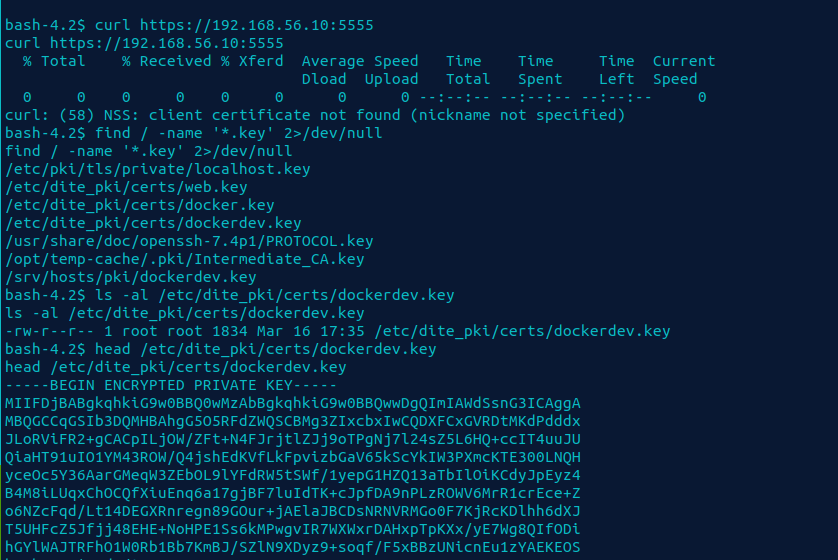 bash-4.2$ curl https://192.168.56.10:5555
curl https://192.168.56.10:5555
  % Total    % Received % Xferd  Average Speed   Time    Time     Time  Current
                                 Dload  Upload   Total   Spent    Left  Speed
  0     0    0     0    0     0      0      0 --:--:-- --:--:-- --:--:--     0
curl: (58) NSS: client certificate not found (nickname not specified)
bash-4.2$ find / -name '*.key' 2>/dev/null
find / -name '*.key' 2>/dev/null
/etc/pki/tls/private/localhost.key
/etc/dite_pki/certs/web.key
/etc/dite_pki/certs/docker.key
/etc/dite_pki/certs/dockerdev.key
/usr/share/doc/openssh-7.4p1/PROTOCOL.key
/opt/temp-cache/.pki/Intermediate_CA.key
/srv/hosts/pki/dockerdev.key
bash-4.2$ ls -al /etc/dite_pki/certs/dockerdev.key
ls -al /etc/dite_pki/certs/dockerdev.key
-rw-r--r-- 1 root root 1834 Mar 16 17:35 /etc/dite_pki/certs/dockerdev.key
bash-4.2$ head /etc/dite_pki/certs/dockerdev.key
head /etc/dite_pki/certs/dockerdev.key
-----BEGIN ENCRYPTED PRIVATE KEY-----
MIIFDjBABgkqhkiG9w0BBQ0wMzAbBgkqhkiG9w0BBQwwDgQImIAWdSsnG3ICAggA
MBQGCCqGSIb3DQMHBAhgG5O5RFdZWQSCBMg3ZIxcbxIwCQDXFCxGVRDtMKdPdddx
JLoRViFR2+gCACpILjOW/ZFt+N4FJrjtlZJj9oTPgNj7l24sZ5L6HQ+ccIT4uuJU
QiaHT91uIO1YM43ROW/Q4jshEdKVfLkFpvizbGaV65kScYkIW3PXmcKTE300LNQH
yceOc5Y36AarGMeqW3ZEbOL9lYFdRW5tSWf/1yepG1HZQ13aTbIlOiKCdyJpEyz4
B4M8iLUqxChOCQfXiuEnq6a17gjBF7luIdTK+cJpfDA9nPLzROWV6MrR1crEce+Z
o6NZcFqd/Lt14DEGXRnregn89GOur+jAElaJBCDsNRNVRMGo0F7KjRcKDlhh6dXJ
T5UHFcZ5Jfjj48EHE+NoHPE1Ss6kMPwgvIR7WXWxrDAHxpTpKXx/yE7Wg8QIfODi
hGYlWAJTRFhO1W0Rb1Bb7KmBJ/SZlN9XDyz9+soqf/F5xBBzUNicnEu1zYAEKEOS